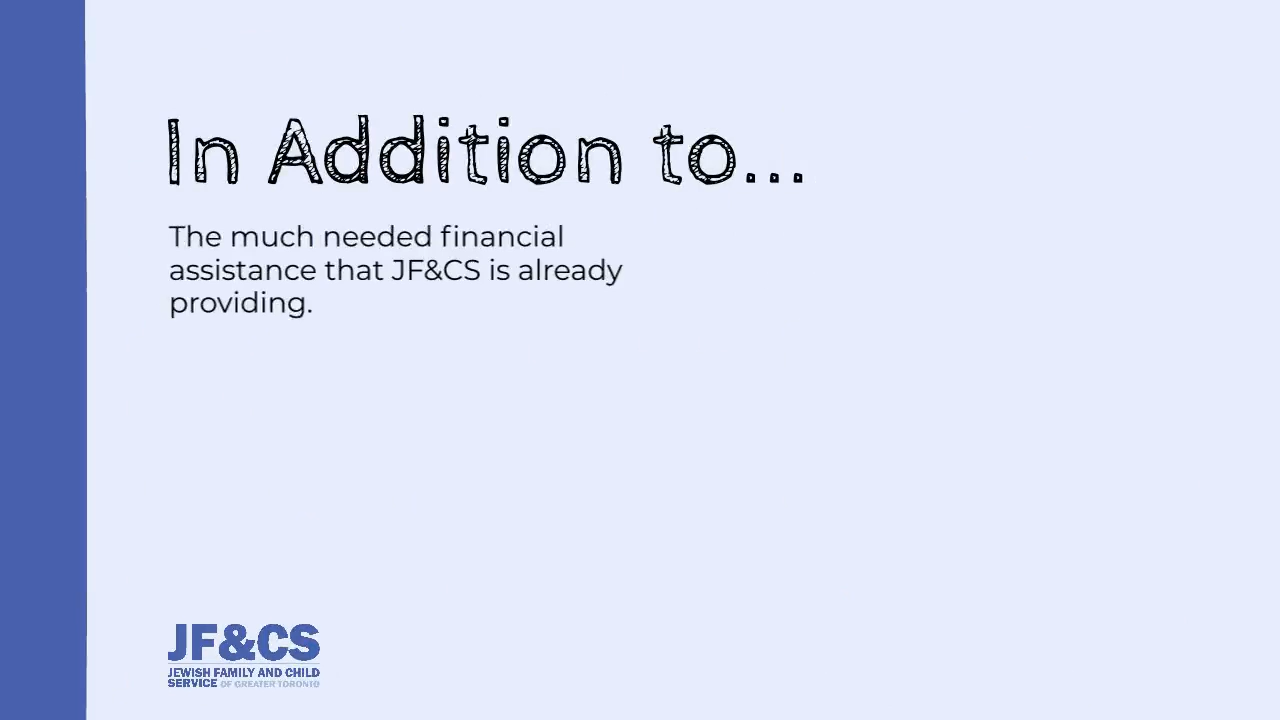 In Addition to...
The much needed financial
assistance that JF&CS is already
providing.
JF&CS
JEWISH FAMILY AND CHILD
SERVICE OF GREATER TORONTO